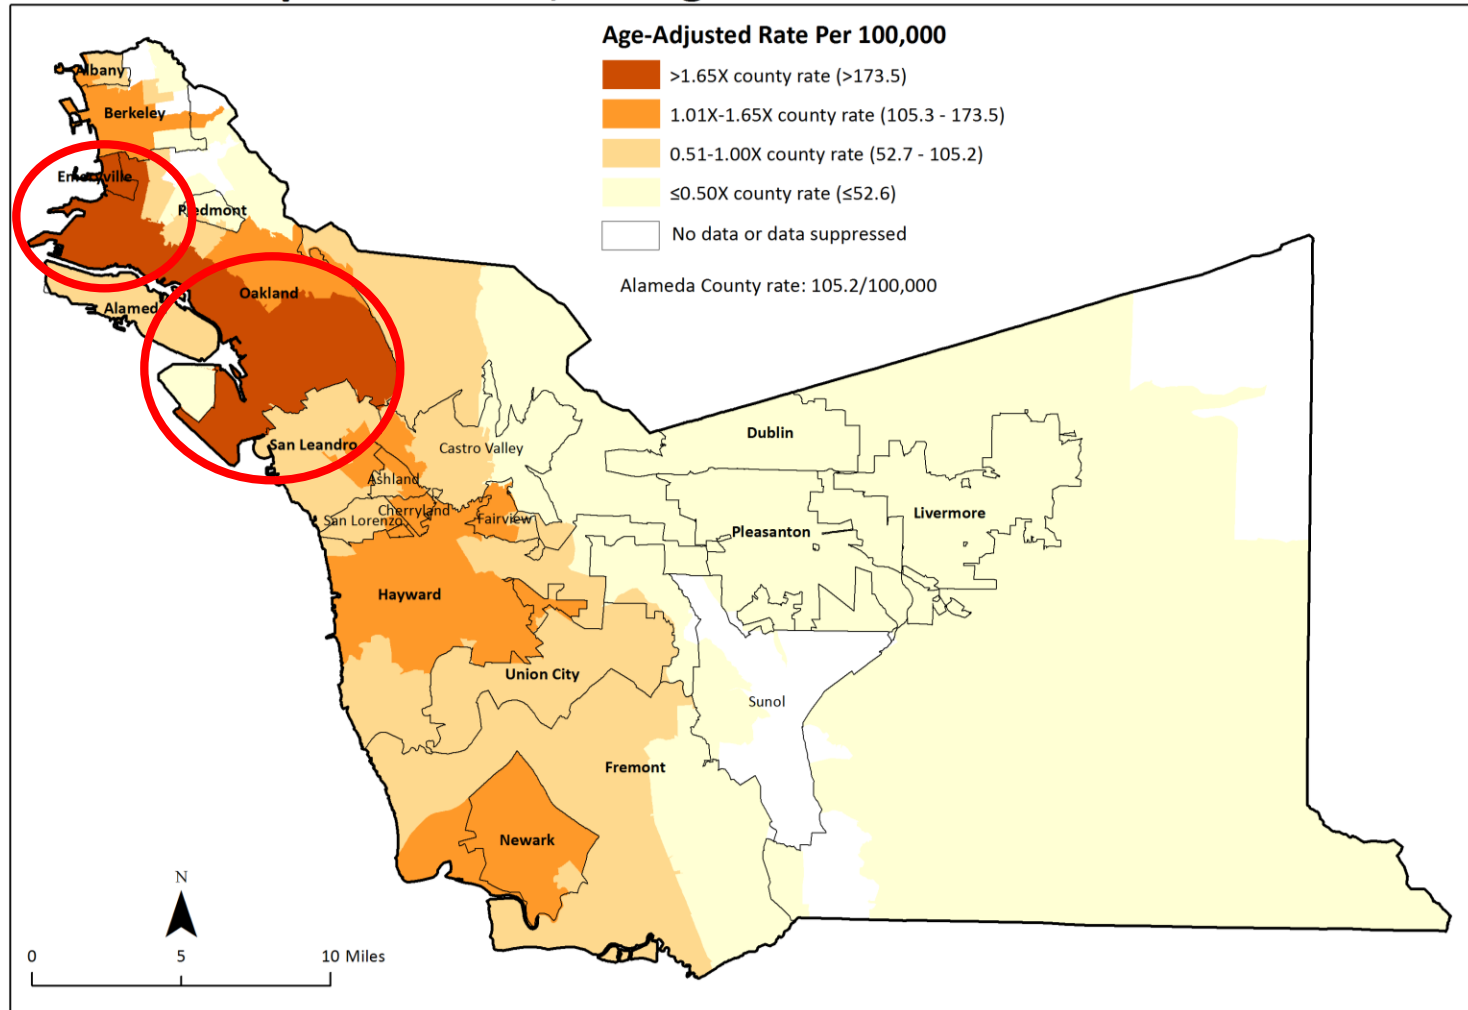 Age-Adjusted Rate Per 100,000
>1.65X county rate (>173.5)
1.01X-1.65X county rate (105.3 - 173.5)
0.51-1.00X county rate (52.7 - 105.2)
≤0.50X county rate (≤52.6)
No data or data suppressed
Alameda County rate: 105.2/100,000
Albany
Berkeley
Emeryville
Piedmont
Oakland
Alamed
San Leandro
Castro Valley
Dublin
Ashland
Cherryland
San Lorenzo
Fairview
Livermore
Pleasanton
Hayward
Union City
Sunol
Fremont
Newark
N
0 5 10 Miles